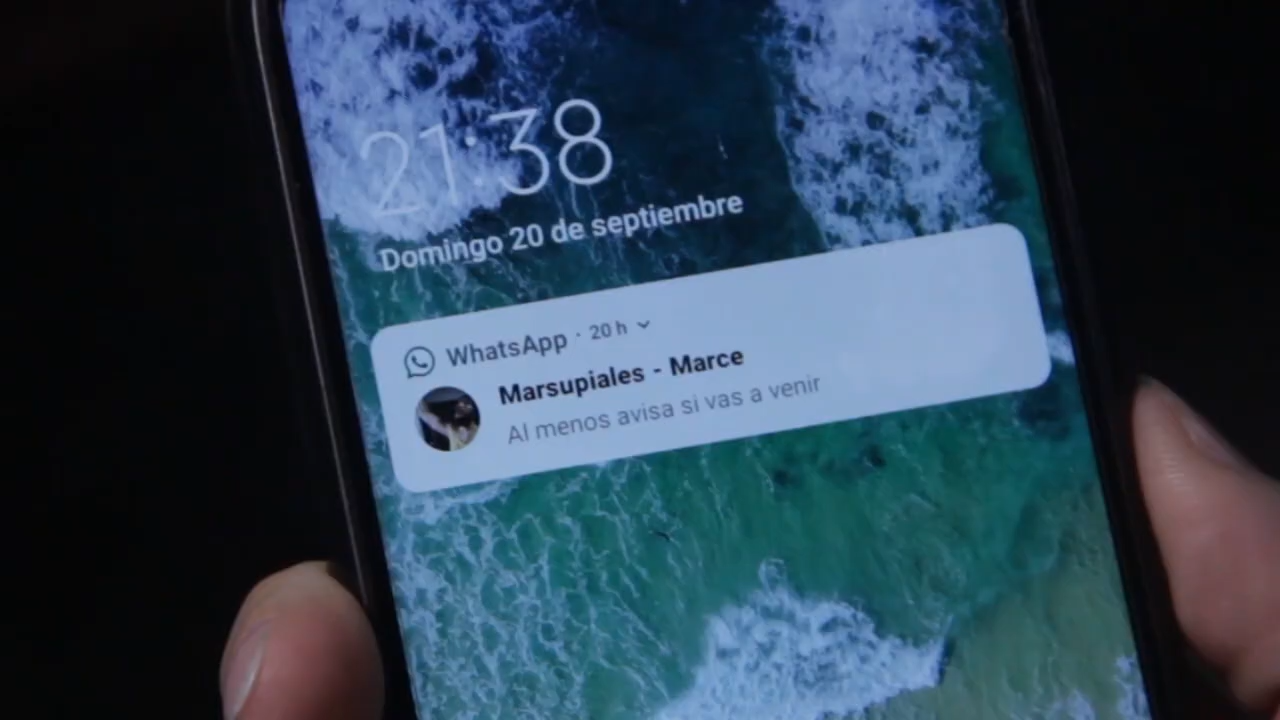 21:38
Domingo 20 de septiembre
WhatsApp · 20 h
Marsupiales - Marce
Al menos avisa si vas a venir